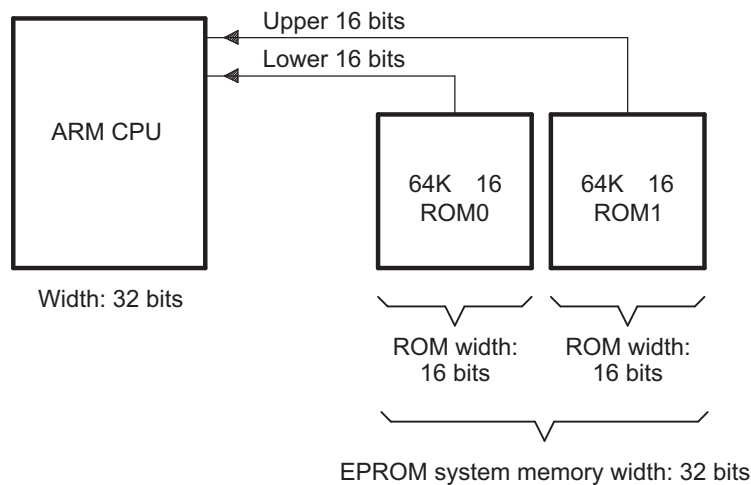 Upper 16 bits
Lower 16 bits
ARM CPU
64K 16
ROM0
64K 16
ROM1
Width: 32 bits
ROM width:
16 bits
ROM width:
16 bits
EPROM system memory width: 32 bits